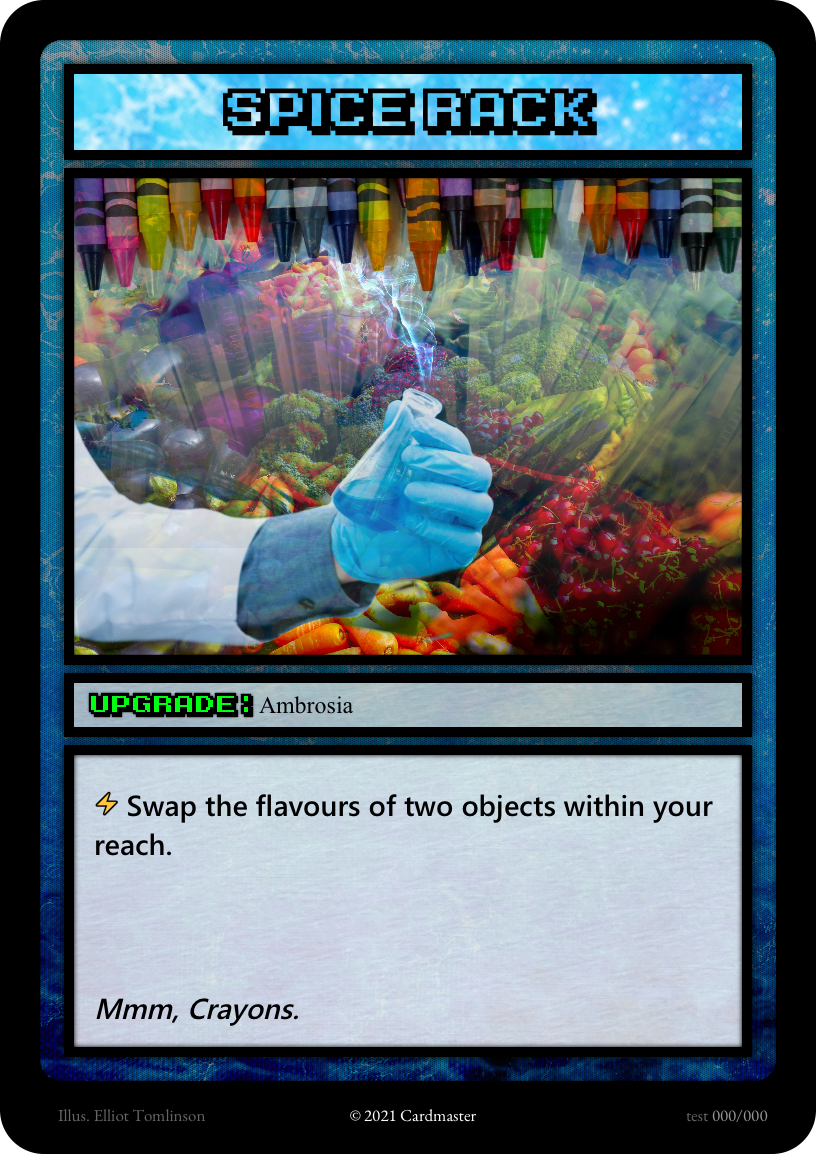 SPICE RACK
UPGRADE: Ambrosia
⚡ Swap the flavours of two objects within your
reach.
Mmm, Crayons.
Illus. Elliot Tomlinson © 2021 Cardmaster test 000/000